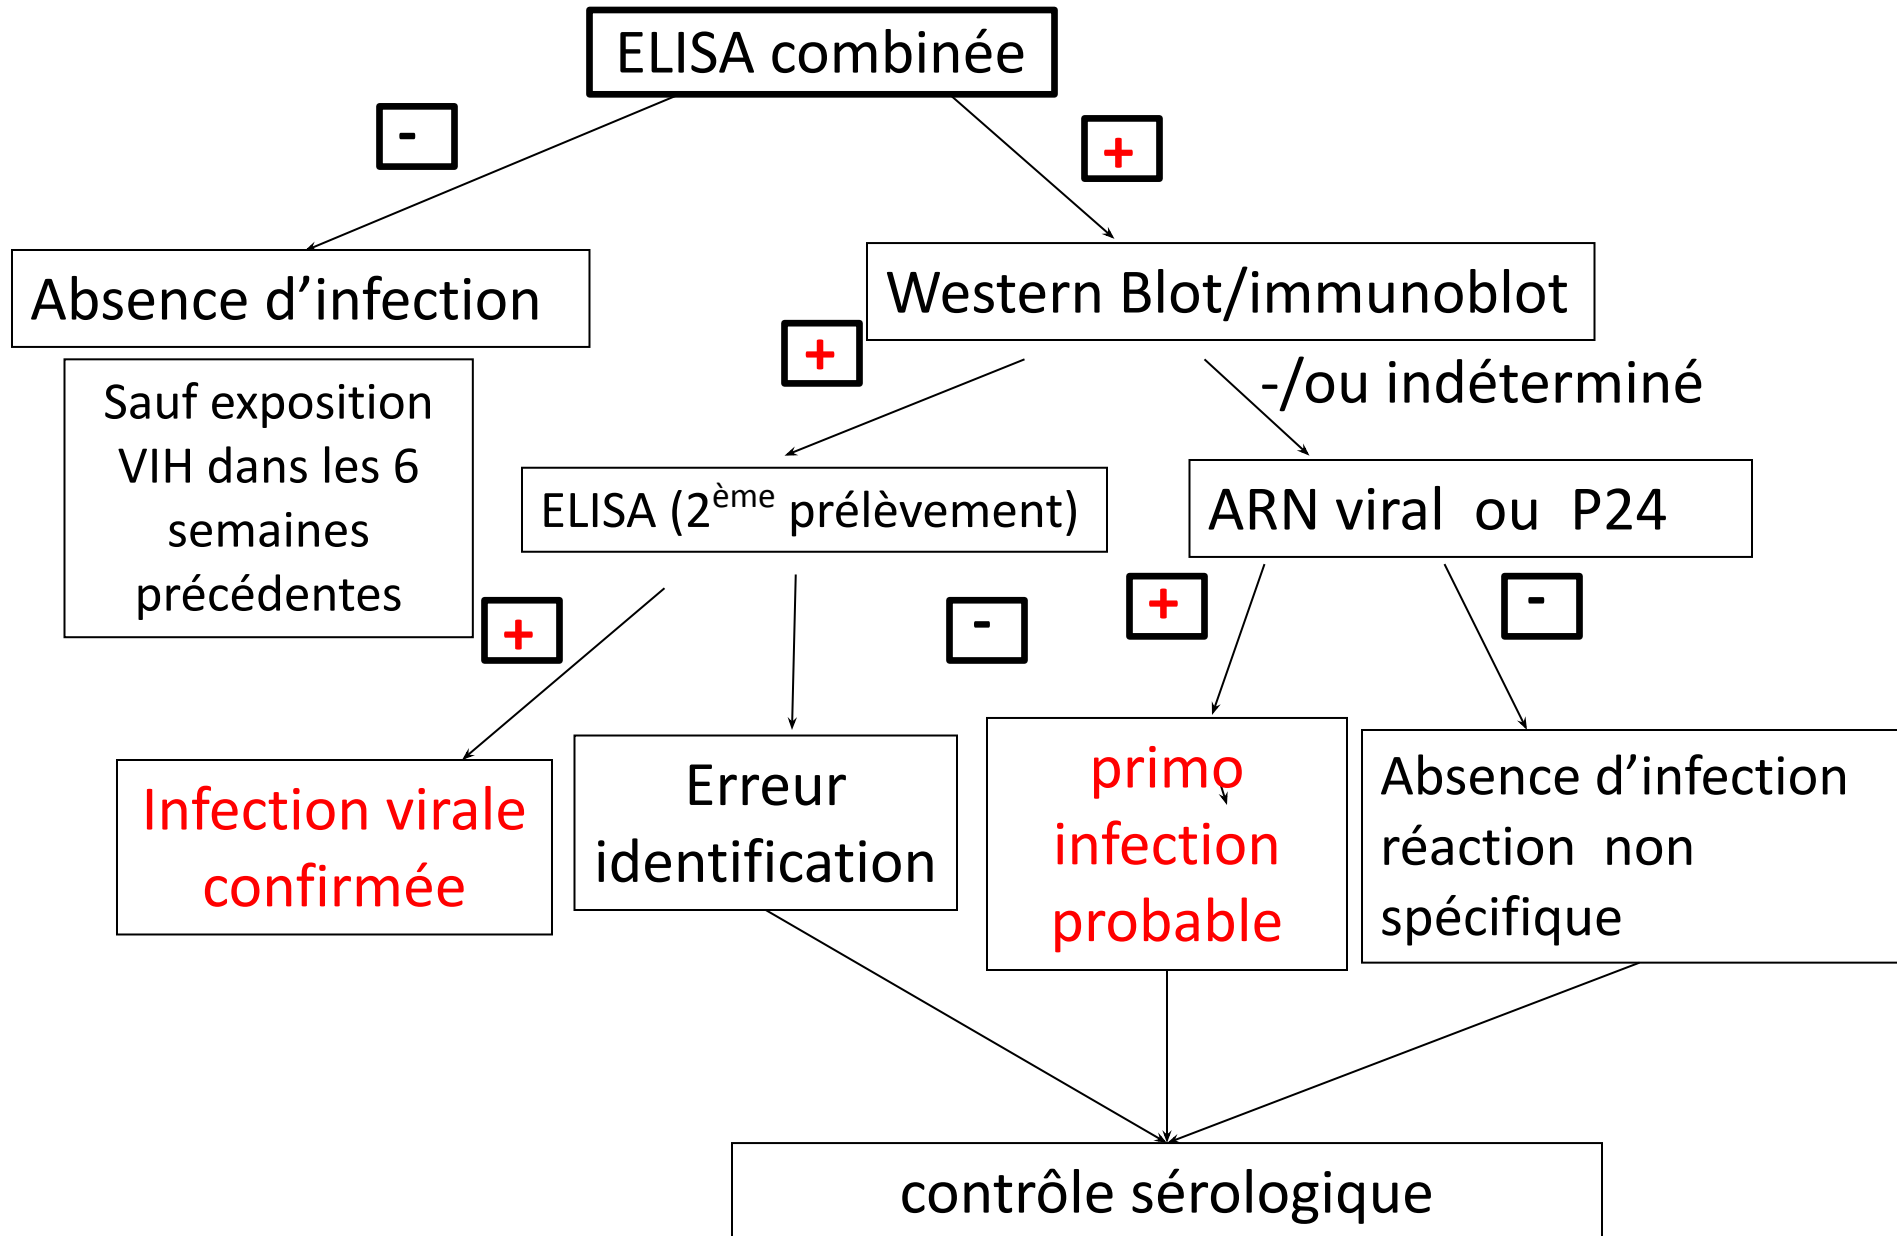 ELISA combinée
-
+
Absence d’infection
Western Blot/immunoblot
+
-/ou indéterminé
Sauf exposition
VIH dans les 6
semaines
précédentes
ELISA (2ème prélèvement)
ARN viral ou P24
+
-
+
-
Infection virale
confirmée
Erreur
identification
primo
infection
probable
Absence d’infection
réaction non
spécifique
contrôle sérologique